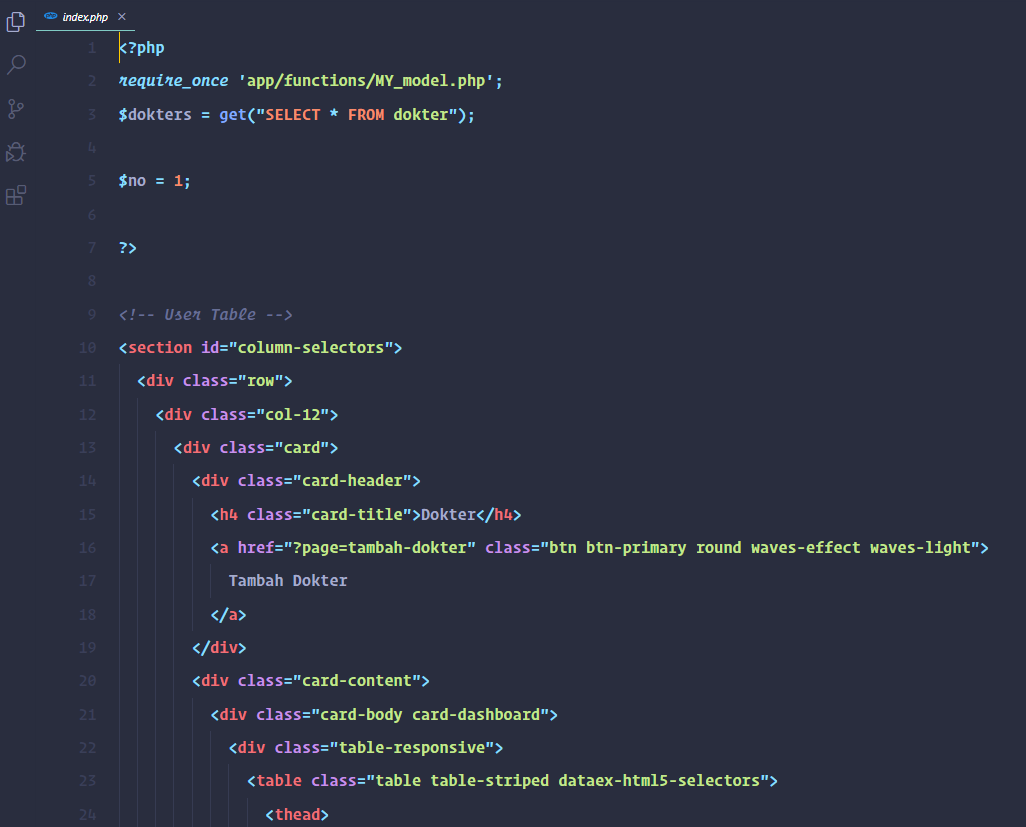 index.php
1 <?php
2 require_once 'app/functions/MY_model.php';
3 $dokters = get("SELECT * FROM dokter");
4
5 $no = 1;
6
7 ?>
8
9 <!-- User Table -->
10 <section id="column-selectors">
11 <div class="row">
12 <div class="col-12">
13 <div class="card">
14 <div class="card-header">
15 <h4 class="card-title">Dokter</h4>
16 <a href="?page=tambah-dokter" class="btn btn-primary round waves-effect waves-light">
17 Tambah Dokter
18 </a>
19 </div>
20 <div class="card-content">
21 <div class="card-body card-dashboard">
22 <div class="table-responsive">
23 <table class="table table-striped dataex-html5-selectors">
24 <thead>